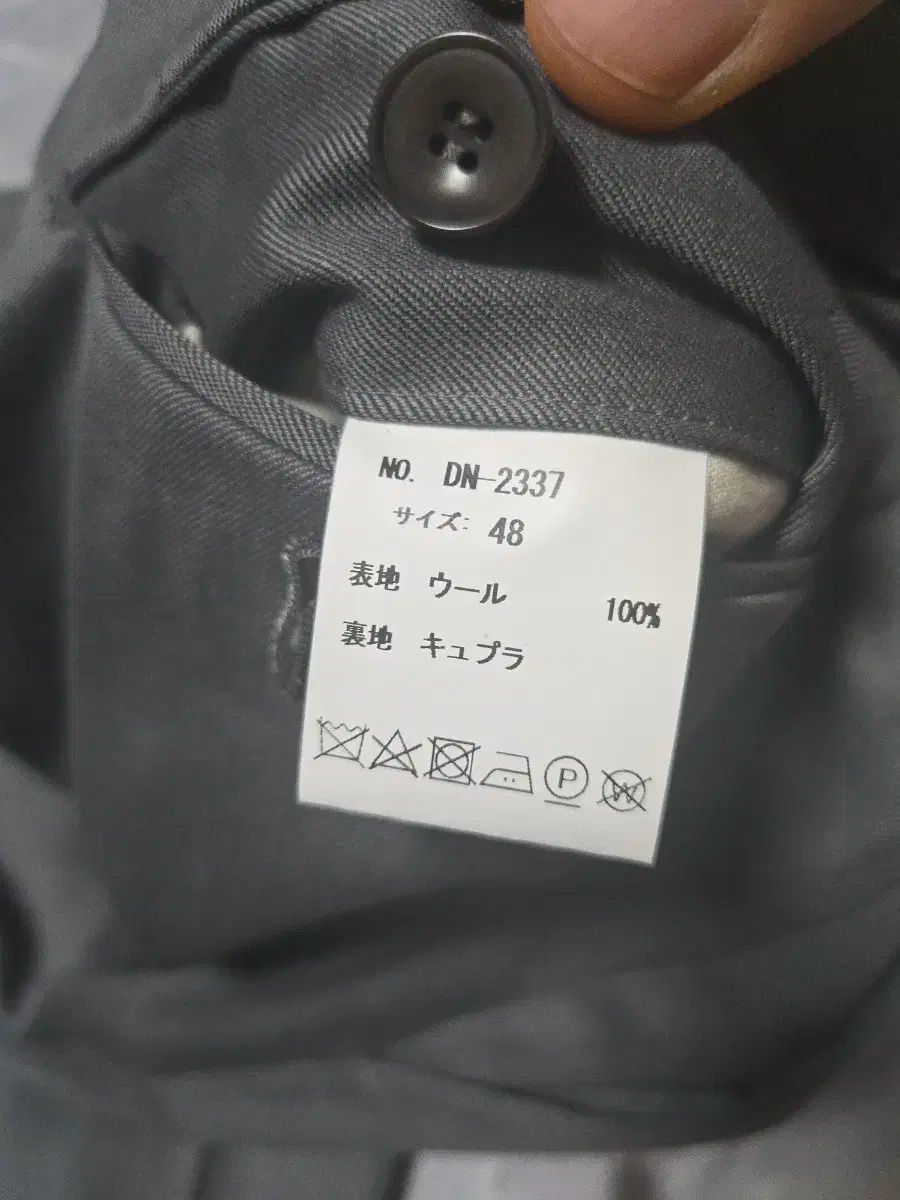 NO. DN-2337
サイズ: 48
表地 ウール 100%
裏地 キュプラ
P
W